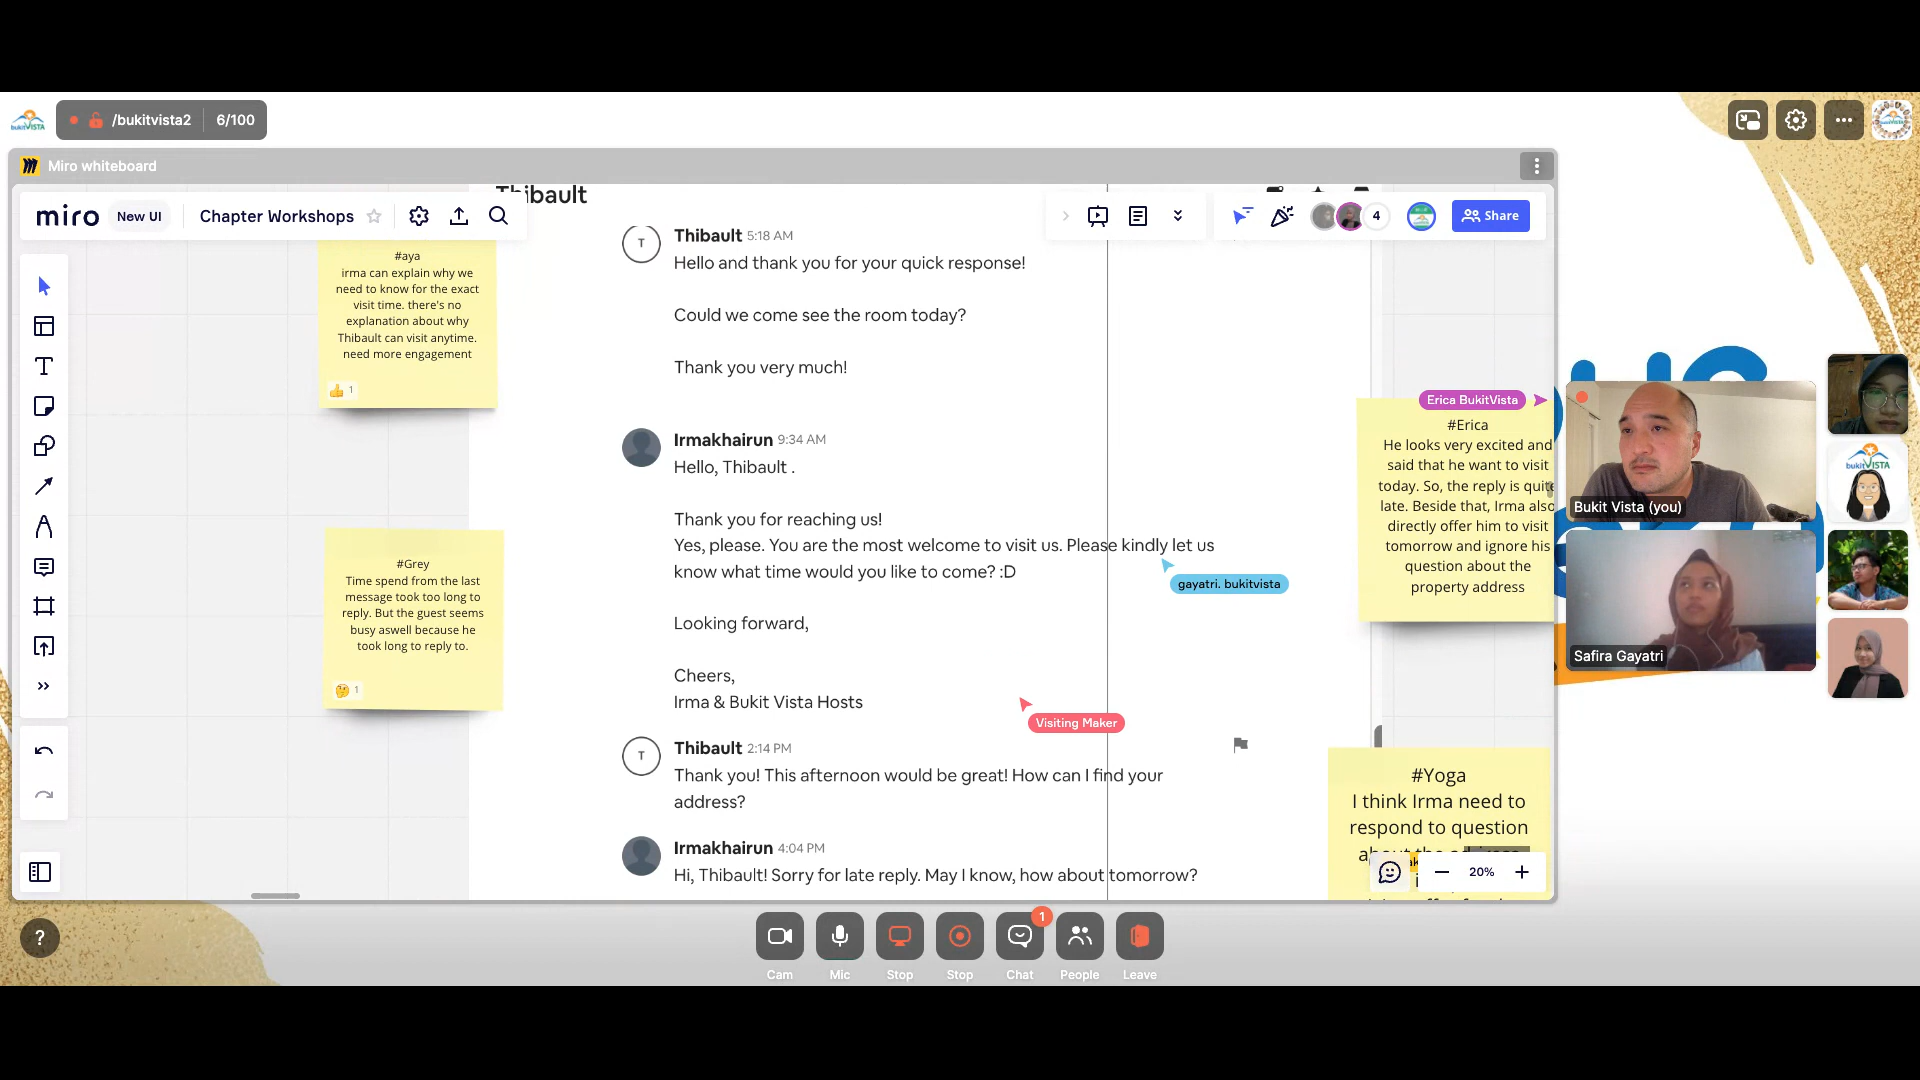 bukitVISTA
/bukitvista2
6/100
Miro whiteboard
Thibault
miro
New UI
Chapter Workshops
4
Share
#aya
irma can explain why we
need to know for the exact
visit time. there's no
explanation about why
Thibault can visit anytime.
need more engagement
1
#Grey
Time spend from the last
message took too long to
reply. But the guest seems
busy aswell because he
took long to reply to.
1
T
Thibault 5:18 AM
Hello and thank you for your quick response!
Could we come see the room today?
Thank you very much!
Irmakhairun 9:34 AM
Hello, Thibault .
Thank you for reaching us!
Yes, please. You are the most welcome to visit us. Please kindly let us
know what time would you like to come? :D
gayatri. bukitvista
Looking forward,
Cheers,
Irma & Bukit Vista Hosts
Visiting Maker
T
Thibault 2:14 PM
Thank you! This afternoon would be great! How can I find your
address?
Irmakhairun 4:04 PM
Hi, Thibault! Sorry for late reply. May I know, how about tomorrow?
Erica BukitVista
#Erica
He looks very excited and
said that he want to visit
today. So, the reply is quite
late. Beside that, Irma also
directly offer him to visit
tomorrow and ignore his
question about the
property address
#Yoga
I think Irma need to
respond to question
20%
Bukit Vista (you)
Safira Gayatri
bukitVISTA
?
Cam
Mic
Stop
Stop
1
Chat
People
Leave